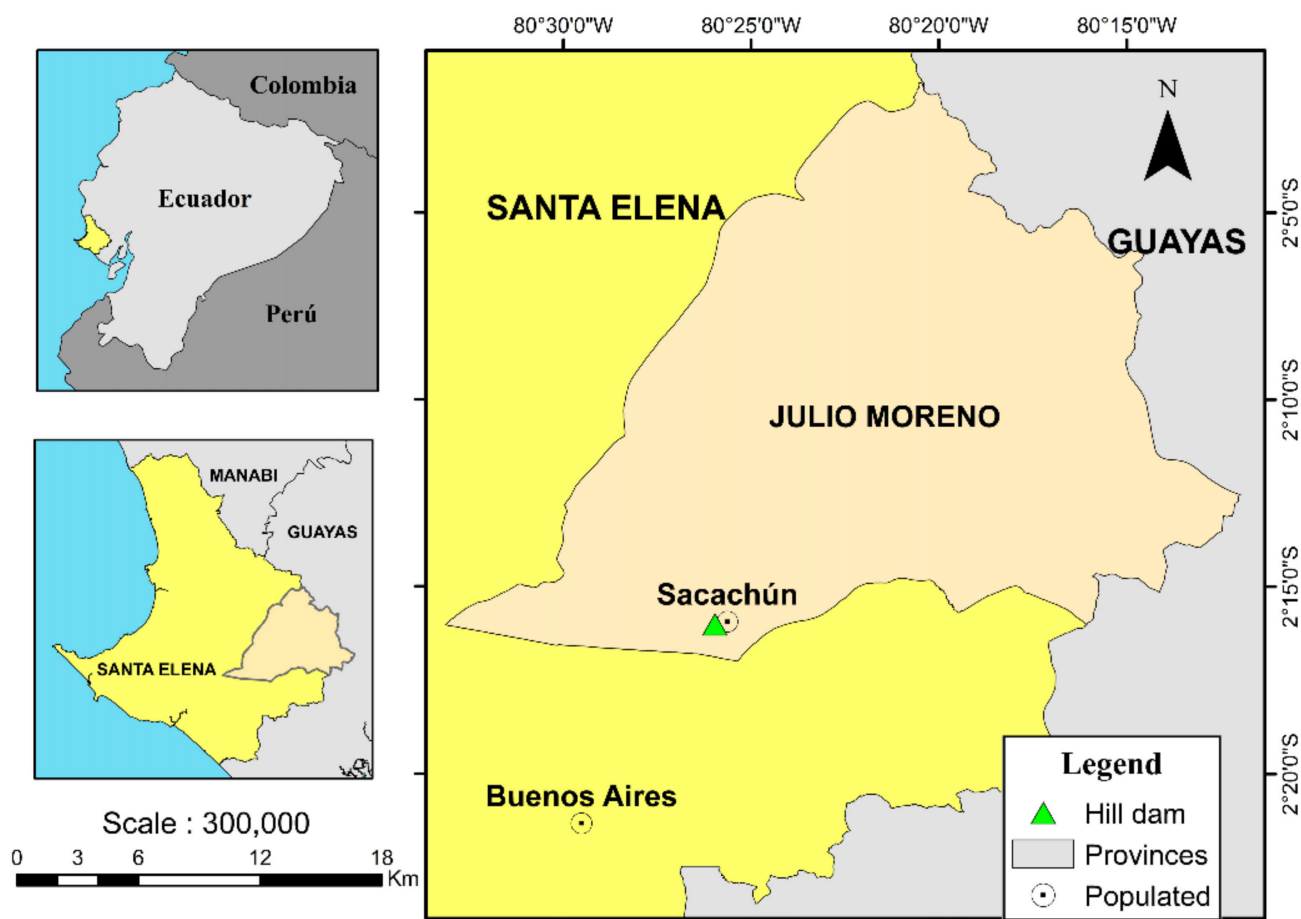 80°30'0"W
80°25'0"W
80°20'0"W
80°15'0"W
Colombia
Ecuador
Perú
MANABI
GUAYAS
SANTA ELENA
Scale : 300,000
0 3 6 12 18
Km
N
SANTA ELENA
GUAYAS
JULIO MORENO
Sacachún
Buenos Aires
2°5'0"S
2°10'0"S
2°15'0"S
2°20'0"S
Legend
Hill dam
Provinces
Populated